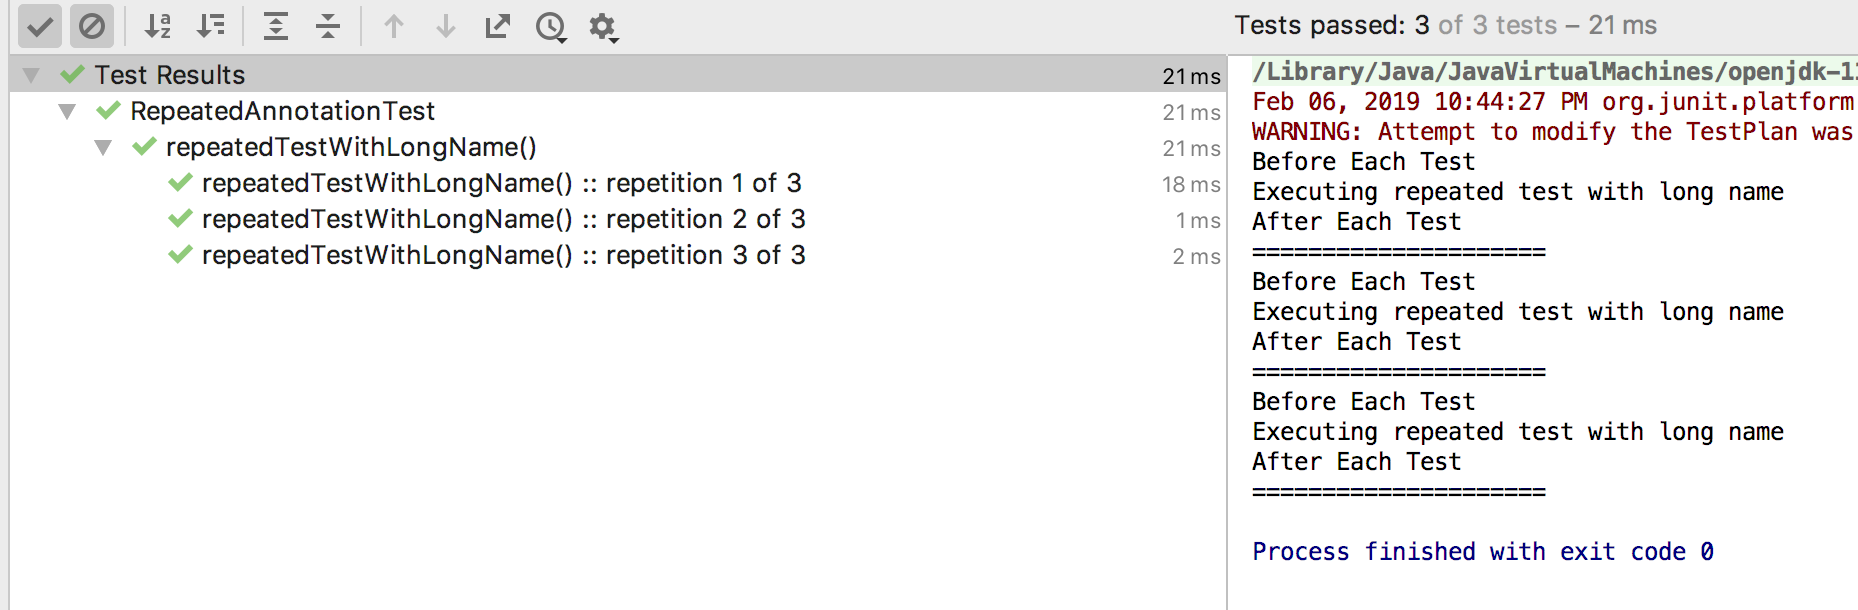 Tests passed: 3 of 3 tests – 21 ms
Test Results 21 ms
RepeatedAnnotationTest 21 ms
repeatedTestWithLongName() 21 ms
repeatedTestWithLongName() :: repetition 1 of 3 18 ms
repeatedTestWithLongName() :: repetition 2 of 3 1 ms
repeatedTestWithLongName() :: repetition 3 of 3 2 ms
/Library/Java/JavaVirtualMachines/openjdk-11
Feb 06, 2019 10:44:27 PM org.junit.platform
WARNING: Attempt to modify the TestPlan was
Before Each Test
Executing repeated test with long name
After Each Test
=====================
Before Each Test
Executing repeated test with long name
After Each Test
=====================
Before Each Test
Executing repeated test with long name
After Each Test
=====================
Process finished with exit code 0